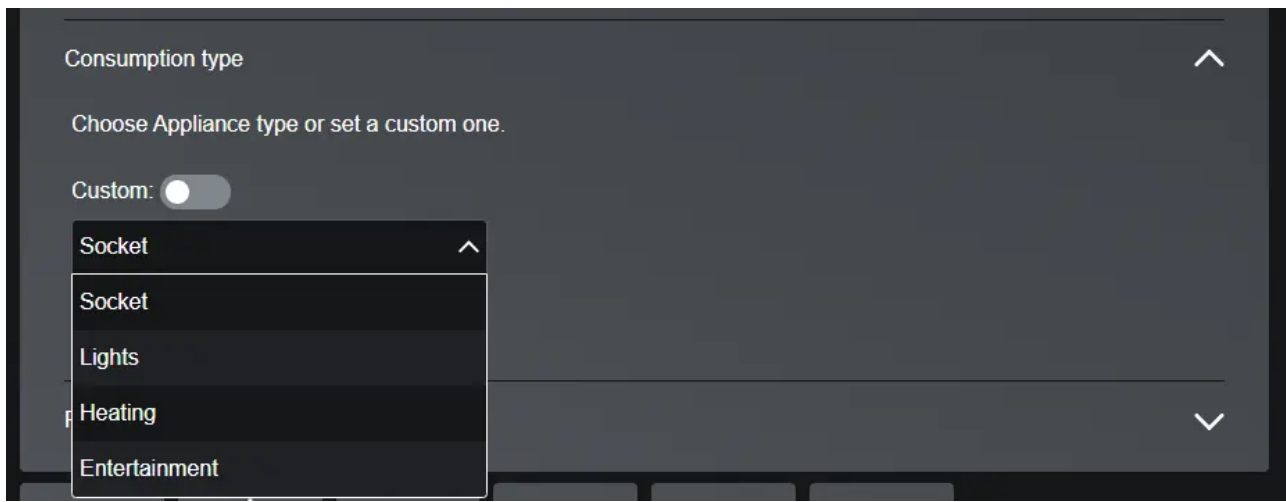 Consumption type
Choose Appliance type or set a custom one.
Custom:
Socket
Socket
Lights
Heating
Entertainment